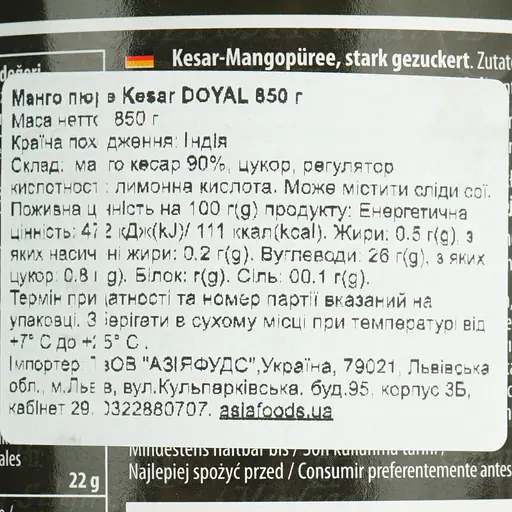 Kesar-Mangopüree, stark gezuckert. Zutate
Манго пюре Kesar DOYAL 850 г
Маса нетто 850 г
Країна походження: Індія
Склад: манго кесар 90%, цукор, регулятор
кислотності: лимонна кислота. Може містити сліди сої.
Поживна цінність на 100 г(g) продукту: Енергетична
цінність: 472 кДж(kJ)/ 111 ккал(kcal). Жири: 0.5 г(g), з
яких насичені жири: 0.2 г(g). Вуглеводи: 26 г(g), з яких
цукор: 0.8 г(g). Білок: г(g). Сіль: 00.1 г(g).
Термін придатності та номер партії вказаний на
упаковці. Зберігати в сухому місці при температурі від
+7° C до +25° C .
Імпортер ТзОВ "АЗІЯФУДС",Україна, 79021, Львівська
обл., м.Львів, вул.Кульпарківська, буд.95, корпус 3Б,
кабінет 29. 0322880707. asiafoods.ua
ales
22 g
Najlepiej spożyć przed / Consumir preferentemente antes